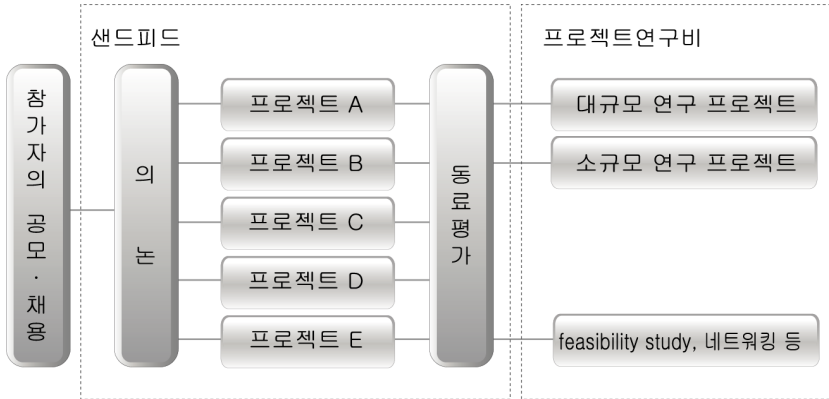 샌드피드
프로젝트연구비
참가자의 공모·채용
의논
프로젝트 A
프로젝트 B
프로젝트 C
프로젝트 D
프로젝트 E
동료평가
대규모 연구 프로젝트
소규모 연구 프로젝트
feasibility study, 네트워킹 등